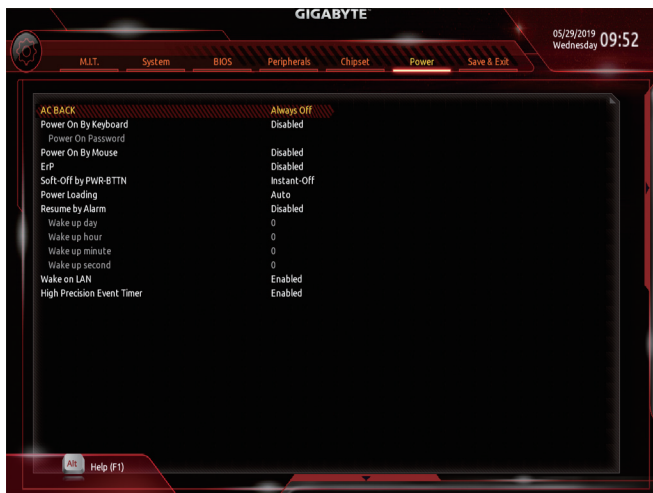 GIGABYTE™
05/29/2019 Wednesday 09:52
M.I.T. System BIOS Peripherals Chipset Power Save & Exit
AC BACK Always Off
Power On By Keyboard Disabled
Power On Password
Power On By Mouse Disabled
ErP Disabled
Soft-Off by PWR-BTTN Instant-Off
Power Loading Auto
Resume by Alarm Disabled
Wake up day 0
Wake up hour 0
Wake up minute 0
Wake up second 0
Wake on LAN Enabled
High Precision Event Timer Enabled
Alt Help (F1)